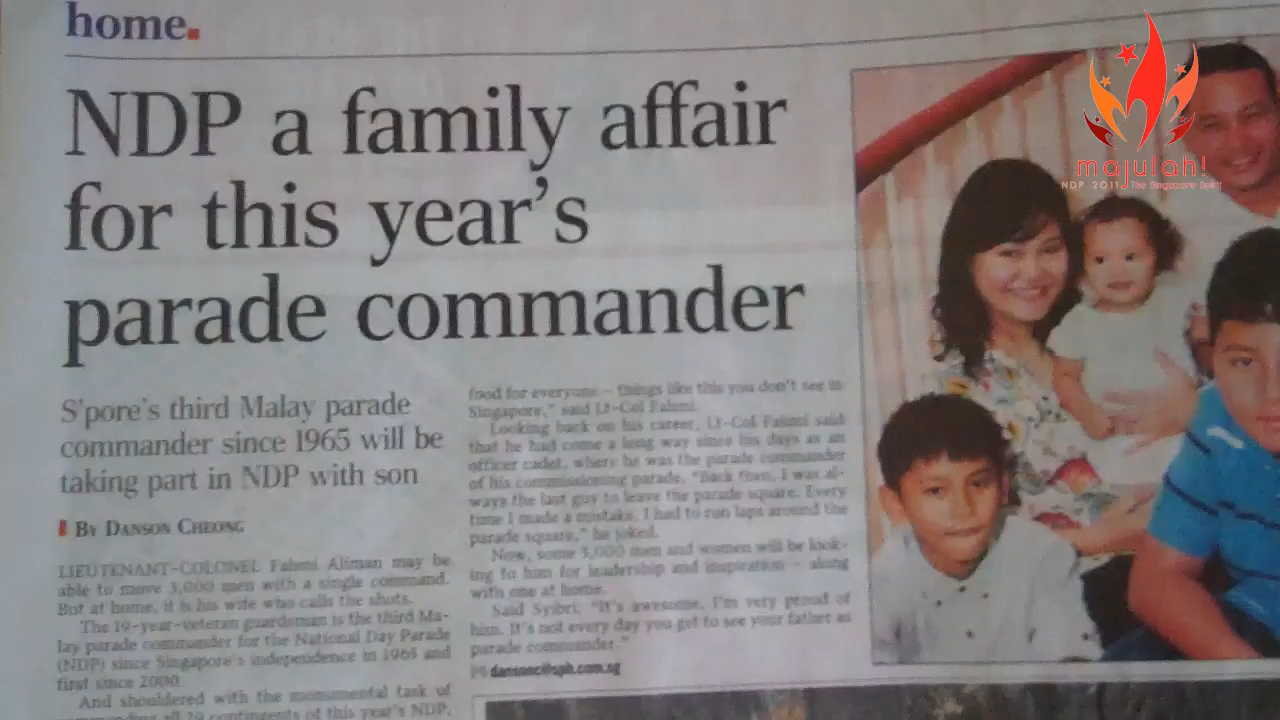 home.
NDP a family affair
for this year's
parade commander
S'pore's third Malay parade
commander since 1965 will be
taking part in NDP with son
BY DANSON CHEONG
LIEUTENANT-COLONEL Fahmi Aliman may be
able to move 3,000 men with a single command.
But at home, it is his wife who calls the shots.
The 19-year-veteran guardsman is the third Ma-
lay parade commander for the National Day Parade
(NDP) since Singapore's independence in 1965 and
first since 2000.
And shouldered with the monumental task of
commanding all 29 contingents of this year's NDP,
food for everyone – things like this you don't see in
Singapore," said Lt-Col Fahmi.
Looking back on his career, Lt-Col Fahmi said
that he had come a long way since his days as an
officer cadet, where he was the parade commander
of his commissioning parade. "Back then, I was al-
ways the last guy to leave the parade square. Every
time I made a mistake, I had to run laps around the
parade square," he joked.
Now, some 3,000 men and women will be look-
ing to him for leadership and inspiration – along
with one at home.
Said Syibri: "It's awesome, I'm very proud of
him. It's not every day you get to see your father as
parade commander."
dansonc@sph.com.sg
majulah!
NDP 2011 The Singapore Spirit